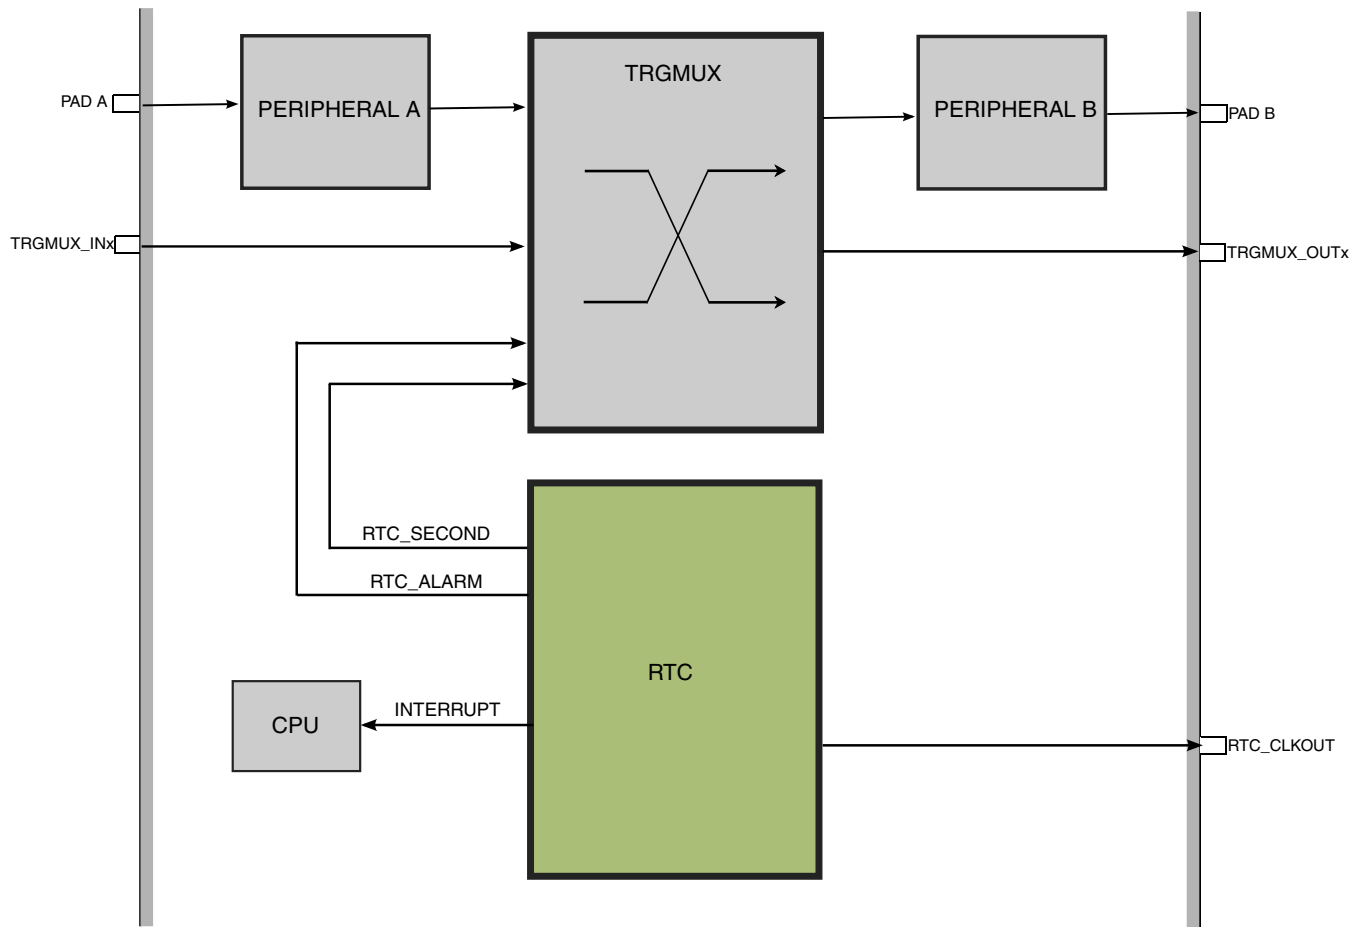 TRGMUX
PAD A
PERIPHERAL A
PERIPHERAL B
PAD B
TRGMUX_INx
TRGMUX_OUTx
RTC_SECOND
RTC_ALARM
RTC
INTERRUPT
CPU
RTC_CLKOUT